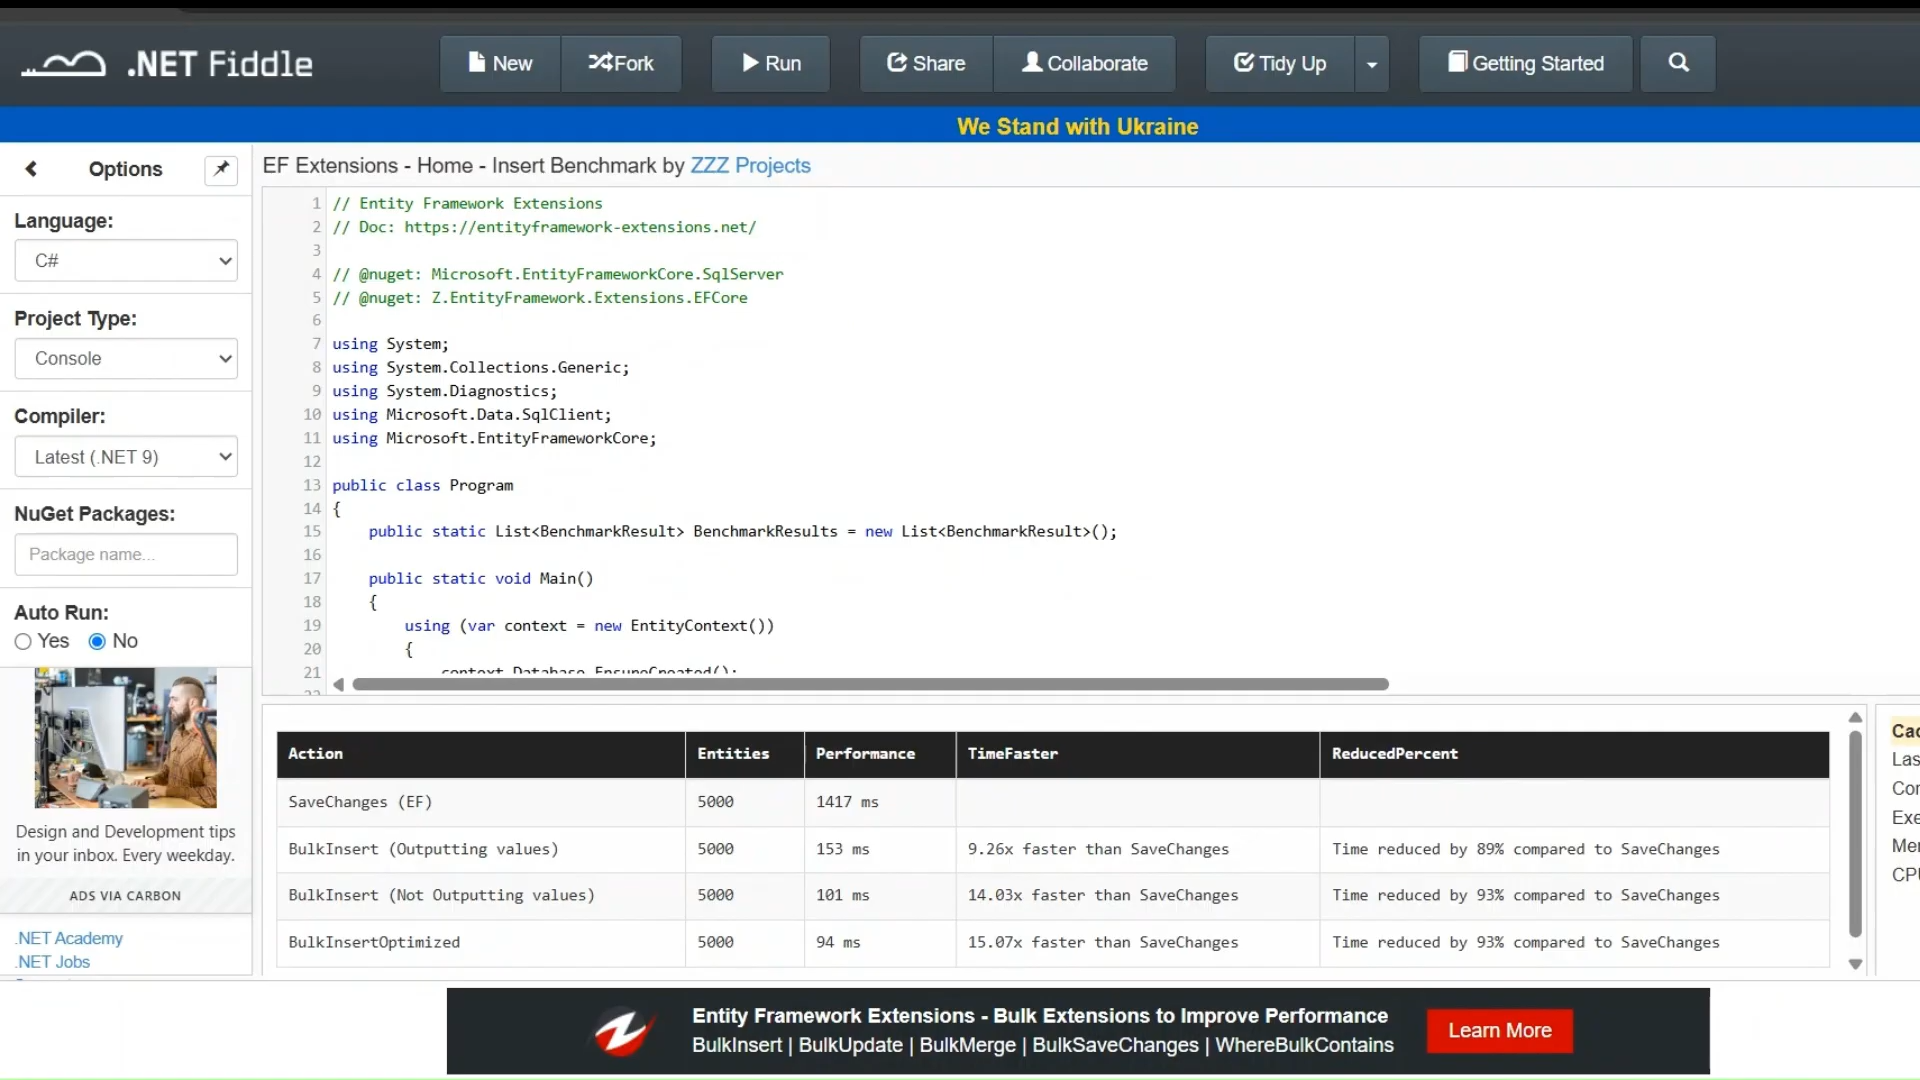 .NET Fiddle
New
Fork
Run
Share
Collaborate
Tidy Up
Getting Started
We Stand with Ukraine
Options
EF Extensions - Home - Insert Benchmark by ZZZ Projects
Language:
C#
Project Type:
Console
Compiler:
Latest (.NET 9)
NuGet Packages:
Package name...
Auto Run:
Yes No
Design and Development tips
in your inbox. Every weekday.
ADS VIA CARBON
.NET Academy
.NET Jobs
1 // Entity Framework Extensions
2 // Doc: https://entityframework-extensions.net/
3
4 // @nuget: Microsoft.EntityFrameworkCore.SqlServer
5 // @nuget: Z.EntityFramework.Extensions.EFCore
6
7 using System;
8 using System.Collections.Generic;
9 using System.Diagnostics;
10 using Microsoft.Data.SqlClient;
11 using Microsoft.EntityFrameworkCore;
12
13 public class Program
14 {
15 public static List<BenchmarkResult> BenchmarkResults = new List<BenchmarkResult>();
16
17 public static void Main()
18 {
19 using (var context = new EntityContext())
20 {
21 context.Database.EnsureCreated();
Action Entities Performance TimeFaster ReducedPercent
SaveChanges (EF) 5000 1417 ms
BulkInsert (Outputting values) 5000 153 ms 9.26x faster than SaveChanges Time reduced by 89% compared to SaveChanges
BulkInsert (Not Outputting values) 5000 101 ms 14.03x faster than SaveChanges Time reduced by 93% compared to SaveChanges
BulkInsertOptimized 5000 94 ms 15.07x faster than SaveChanges Time reduced by 93% compared to SaveChanges
Las
CPU
Entity Framework Extensions - Bulk Extensions to Improve Performance
BulkInsert | BulkUpdate | BulkMerge | BulkSaveChanges | WhereBulkContains
Learn More